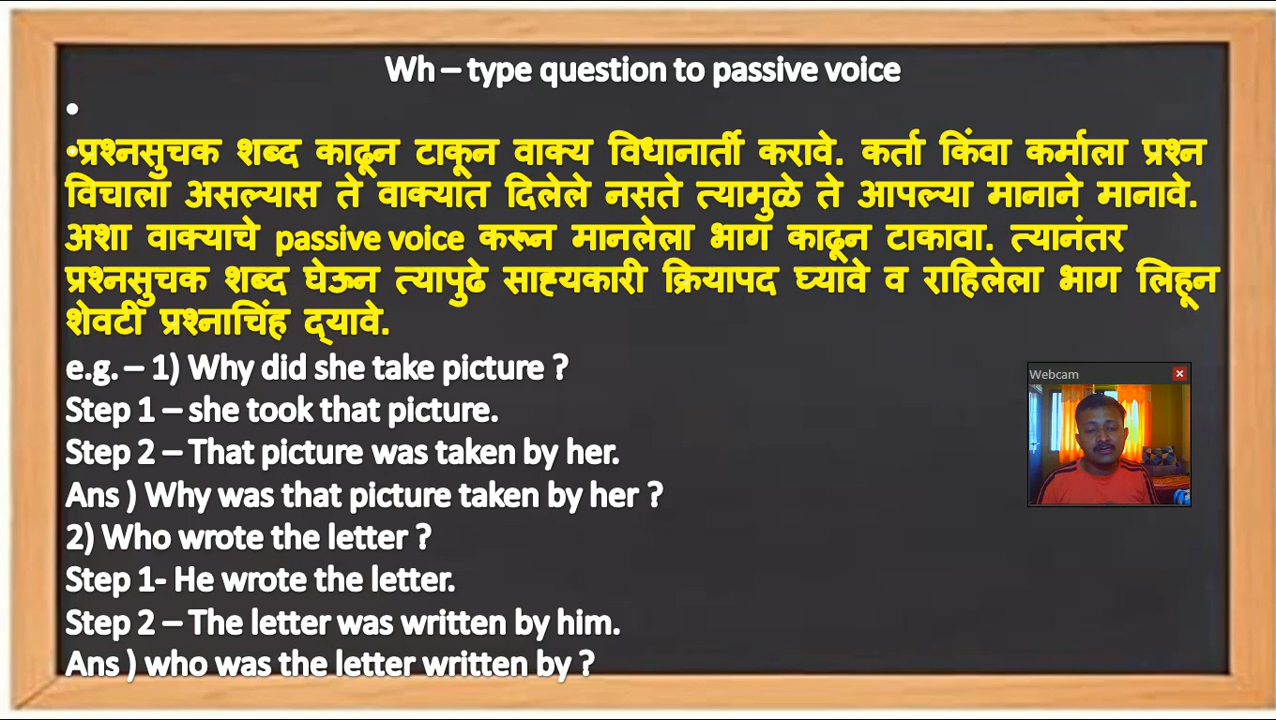 Wh – type question to passive voice
•
•प्रश्नसुचक शब्द काढून टाकून वाक्य विधानार्ती करावे. कर्ता किंवा कर्माला प्रश्न
विचाला असल्यास ते वाक्यात दिलेले नसते त्यामुळे ते आपल्या मानाने मानावे.
अशा वाक्याचे passive voice करून मानलेला भाग काढून टाकावा. त्यानंतर
प्रश्नसुचक शब्द घेऊन त्यापुढे साह्यकारी क्रियापद घ्यावे व राहिलेला भाग लिहून
शेवटी प्रश्नाचिंह द्यावे.
e.g. – 1) Why did she take picture ?
Step 1 – she took that picture.
Step 2 – That picture was taken by her.
Ans ) Why was that picture taken by her ?
2) Who wrote the letter ?
Step 1- He wrote the letter.
Step 2 – The letter was written by him.
Ans ) who was the letter written by ?
Webcam